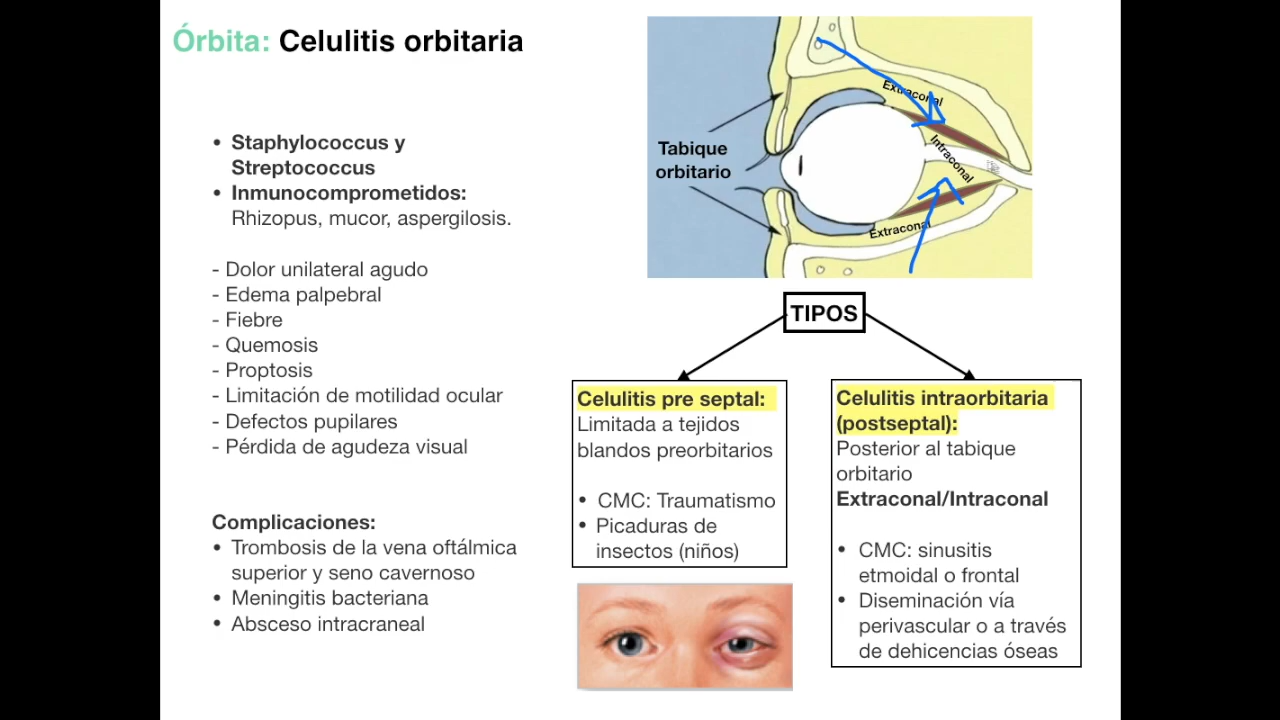 Órbita: Celulitis orbitaria
• Staphylococcus y
Streptococcus
• Inmunocomprometidos:
Rhizopus, mucor, aspergilosis.
- Dolor unilateral agudo
- Edema palpebral
- Fiebre
- Quemosis
- Proptosis
- Limitación de motilidad ocular
- Defectos pupilares
- Pérdida de agudeza visual
Complicaciones:
• Trombosis de la vena oftálmica
superior y seno cavernoso
• Meningitis bacteriana
• Absceso intracraneal
Tabique
orbitario
Extraconal
Intraconal
Extraconal
TIPOS
Celulitis pre septal:
Limitada a tejidos
blandos preorbitarios
• CMC: Traumatismo
• Picaduras de
insectos (niños)
Celulitis intraorbitaria
(postseptal):
Posterior al tabique
orbitario
Extraconal/Intraconal
• CMC: sinusitis
etmoidal o frontal
• Diseminación vía
perivascular o a través
de dehicencias óseas